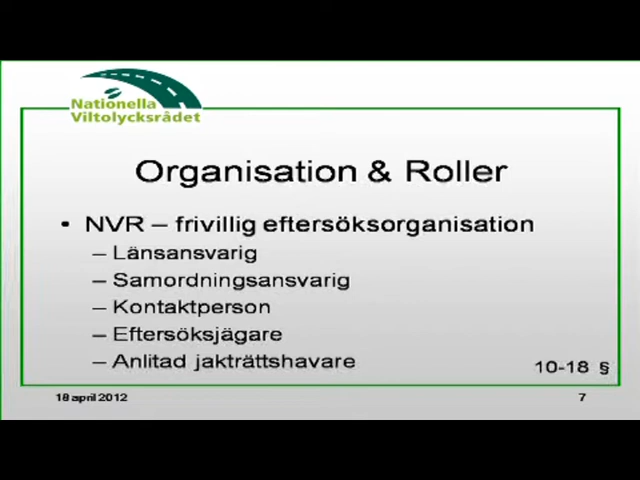 Nationella
Viltolycksrådet
Organisation & Roller
• NVR – frivillig eftersöksorganisation
– Länsansvarig
– Samordningsansvarig
– Kontaktperson
– Eftersöksjägare
– Anlitad jakträttshavare
10-18 §
18 april 2012
7